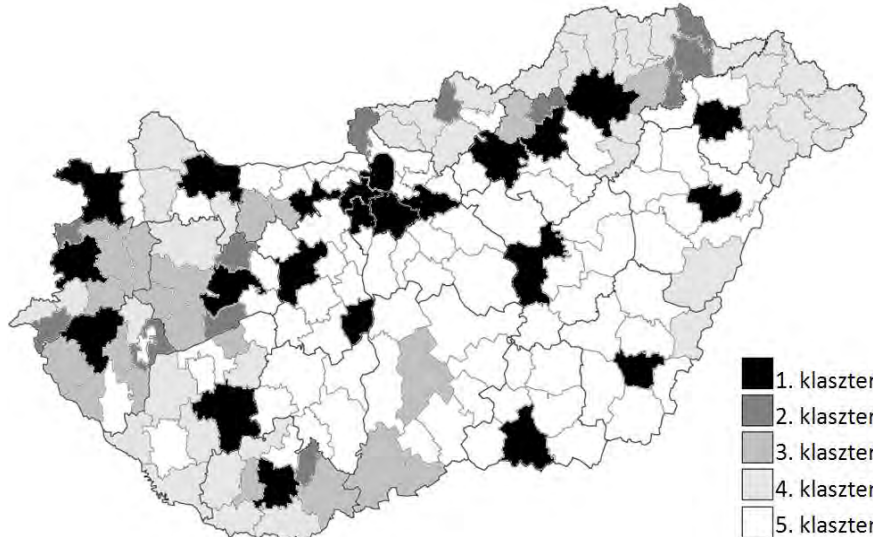 1. klaszter
2. klaszter
3. klaszter
4. klaszter
5. klaszter